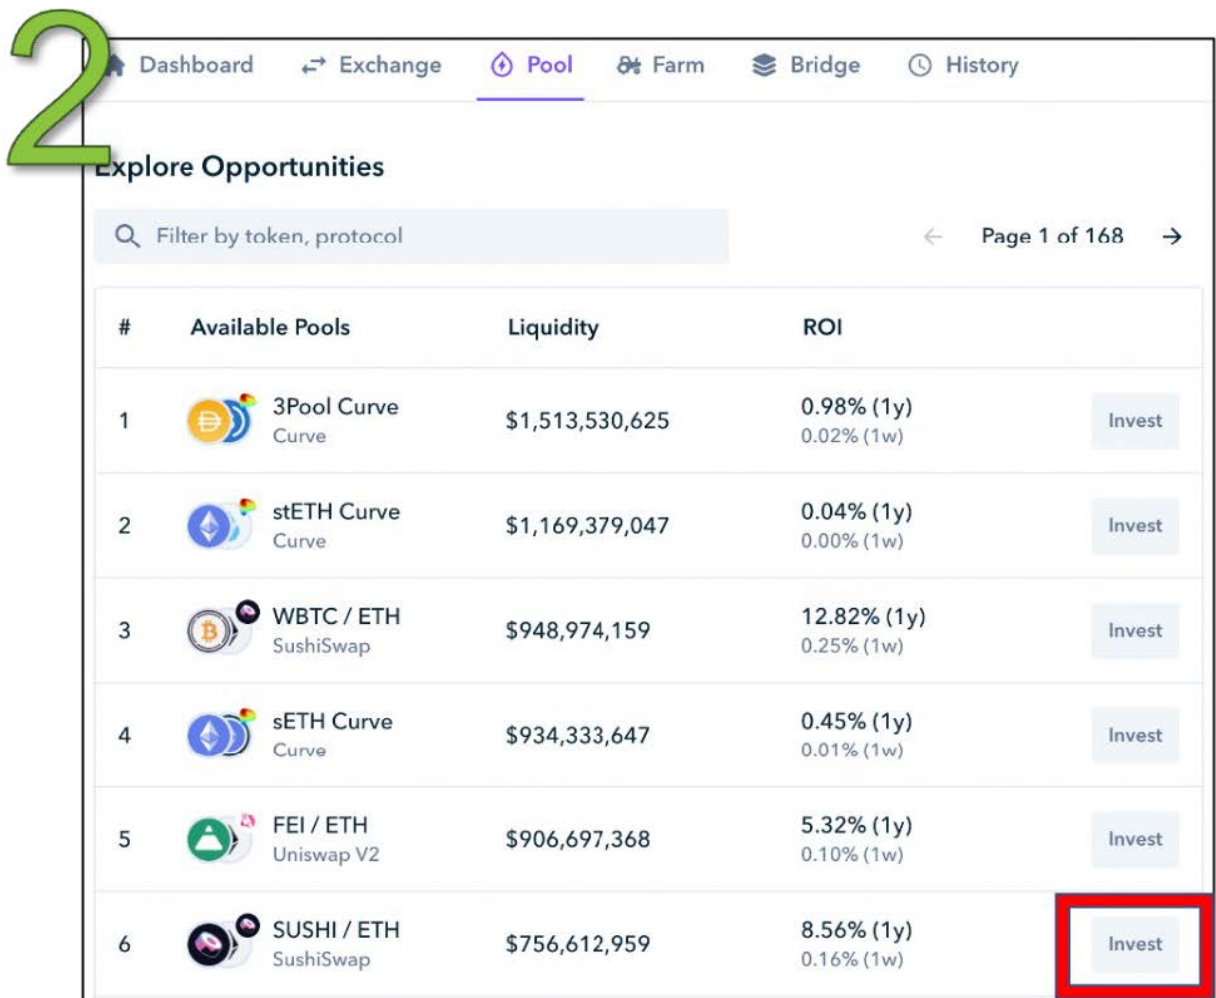 2
Dashboard Exchange Pool Farm Bridge History
Explore Opportunities
Filter by token, protocol Page 1 of 168
# Available Pools Liquidity ROI
1 3Pool Curve $1,513,530,625 0.98% (1y) Invest
Curve 0.02% (1w)
2 stETH Curve $1,169,379,047 0.04% (1y) Invest
Curve 0.00% (1w)
3 WBTC / ETH $948,974,159 12.82% (1y) Invest
SushiSwap 0.25% (1w)
4 sETH Curve $934,333,647 0.45% (1y) Invest
Curve 0.01% (1w)
5 FEI / ETH $906,697,368 5.32% (1y) Invest
Uniswap V2 0.10% (1w)
6 SUSHI / ETH $756,612,959 8.56% (1y) Invest
SushiSwap 0.16% (1w)